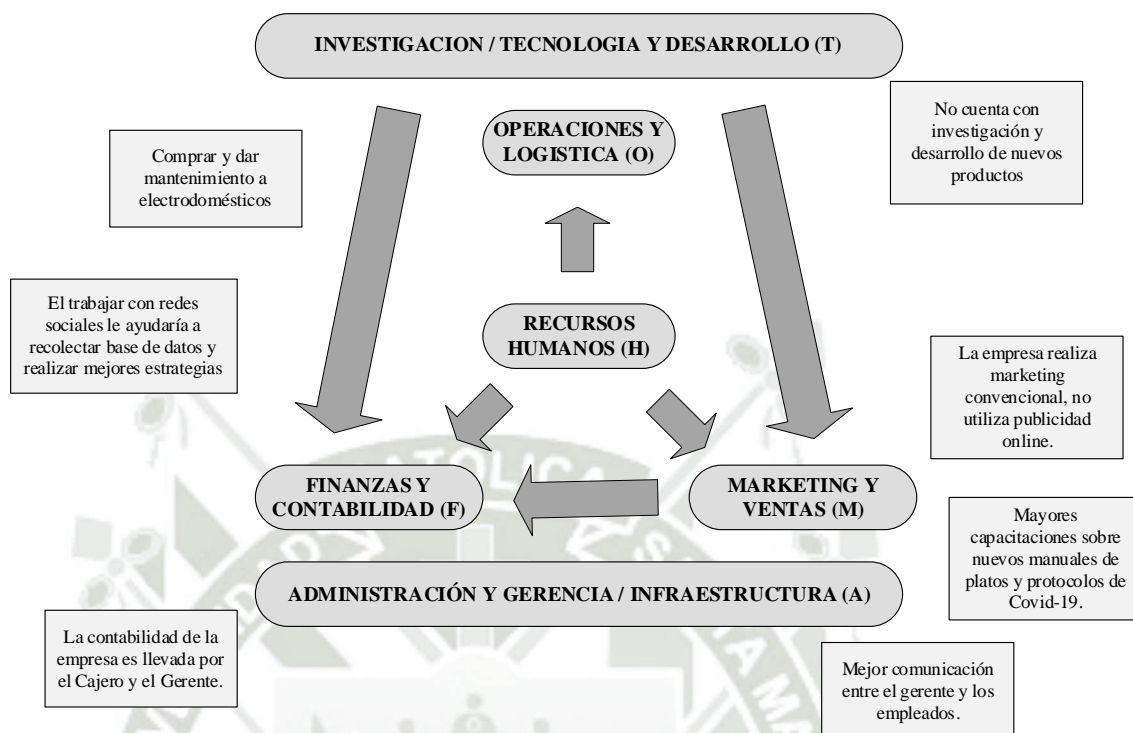 INVESTIGACION / TECNOLOGIA Y DESARROLLO (T)
No cuenta con
investigación y
desarrollo de nuevos
productos
OPERACIONES Y
LOGISTICA (O)
Comprar y dar
mantenimiento a
electrodomésticos
El trabajar con redes
sociales le ayudaría a
recolectar base de datos y
realizar mejores estrategias
RECURSOS
HUMANOS (H)
La empresa realiza
marketing
convencional, no
utiliza publicidad
online.
FINANZAS Y
CONTABILIDAD (F)
MARKETING Y
VENTAS (M)
Mayores
capacitaciones sobre
nuevos manuales de
platos y protocolos de
Covid-19.
ADMINISTRACIÓN Y GERENCIA / INFRAESTRUCTURA (A)
La contabilidad de la
empresa es llevada por
el Cajero y el Gerente.
Mejor comunicación
entre el gerente y los
empleados.